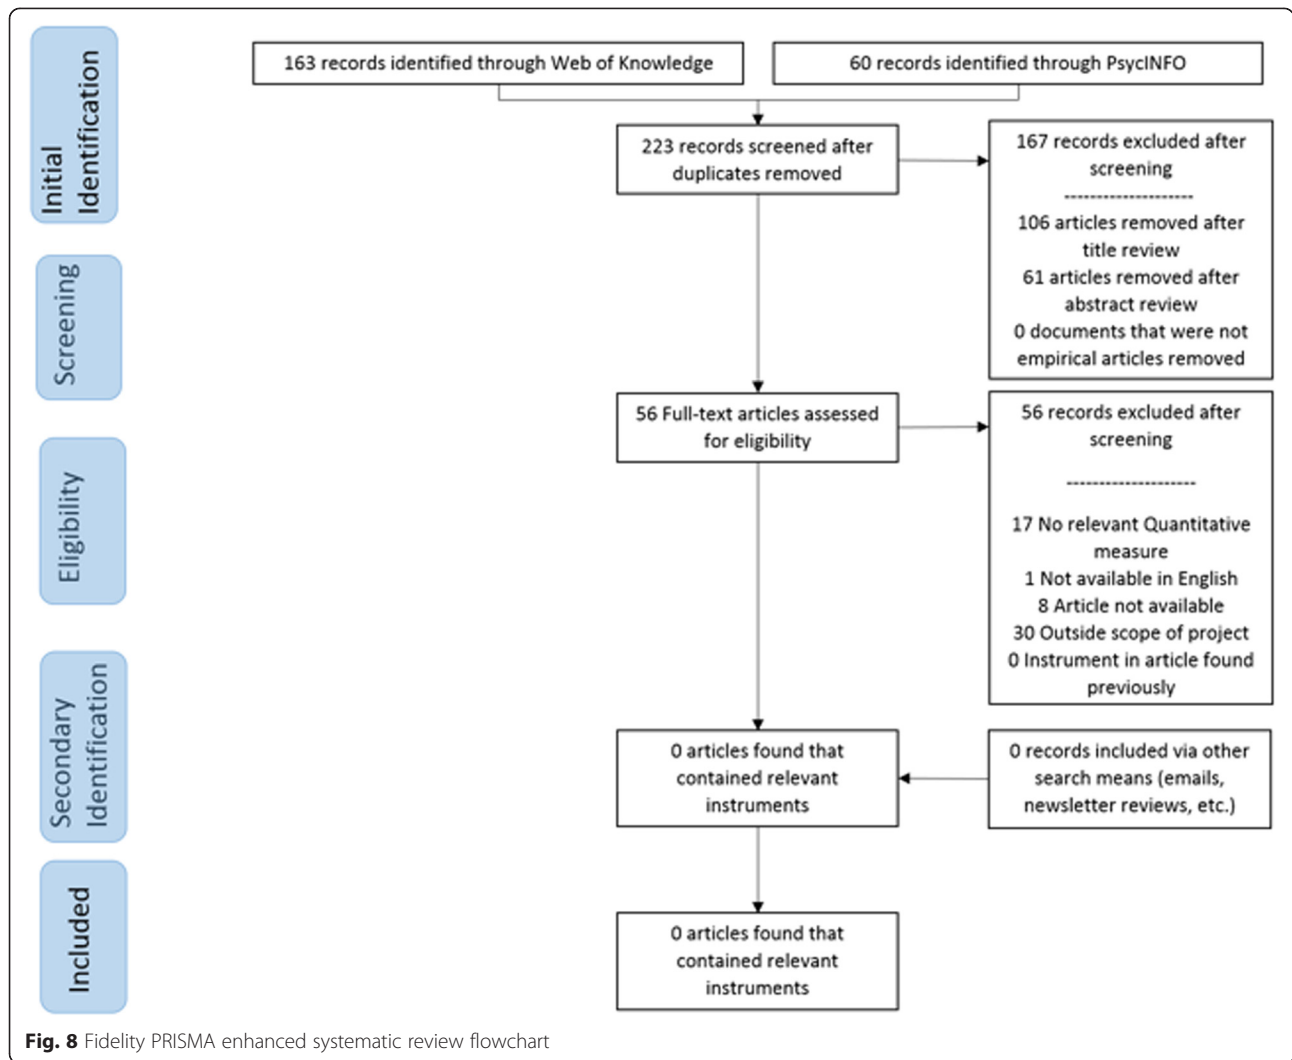 Initial
Identification
163 records identified through Web of Knowledge
60 records identified through PsycINFO
223 records screened after
duplicates removed
167 records excluded after
screening
---------------------
106 articles removed after
title review
61 articles removed after
abstract review
0 documents that were not
empirical articles removed
Screening
56 Full-text articles assessed
for eligibility
56 records excluded after
screening
---------------------
17 No relevant Quantitative
measure
1 Not available in English
8 Article not available
30 Outside scope of project
0 Instrument in article found
previously
Eligibility
Secondary
Identification
0 articles found that
contained relevant
instruments
0 records included via other
search means (emails,
newsletter reviews, etc.)
Included
0 articles found that
contained relevant
instruments
Fig. 8 Fidelity PRISMA enhanced systematic review flowchart